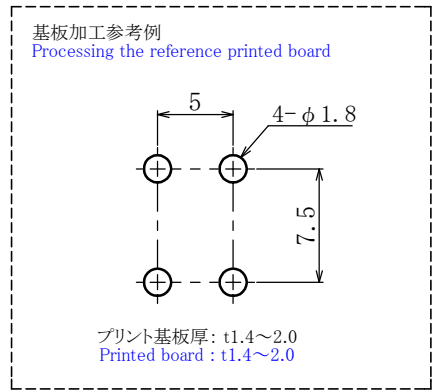 基板加工参考例
Processing the reference printed board
5
4-φ1.8
7.5
プリント基板厚: t1.4～2.0
Printed board : t1.4～2.0